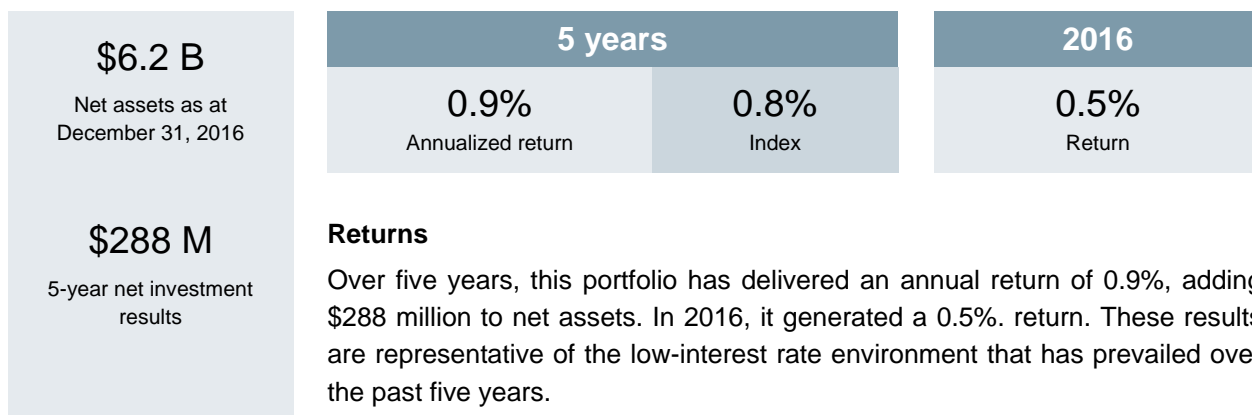 $6.2 B
Net assets as at
December 31, 2016
$288 M
5-year net investment
results
5 years
0.9%
Annualized return
0.8%
Index
2016
0.5%
Return
Returns
Over five years, this portfolio has delivered an annual return of 0.9%, adding
$288 million to net assets. In 2016, it generated a 0.5%. return. These results
are representative of the low-interest rate environment that has prevailed over
the past five years.